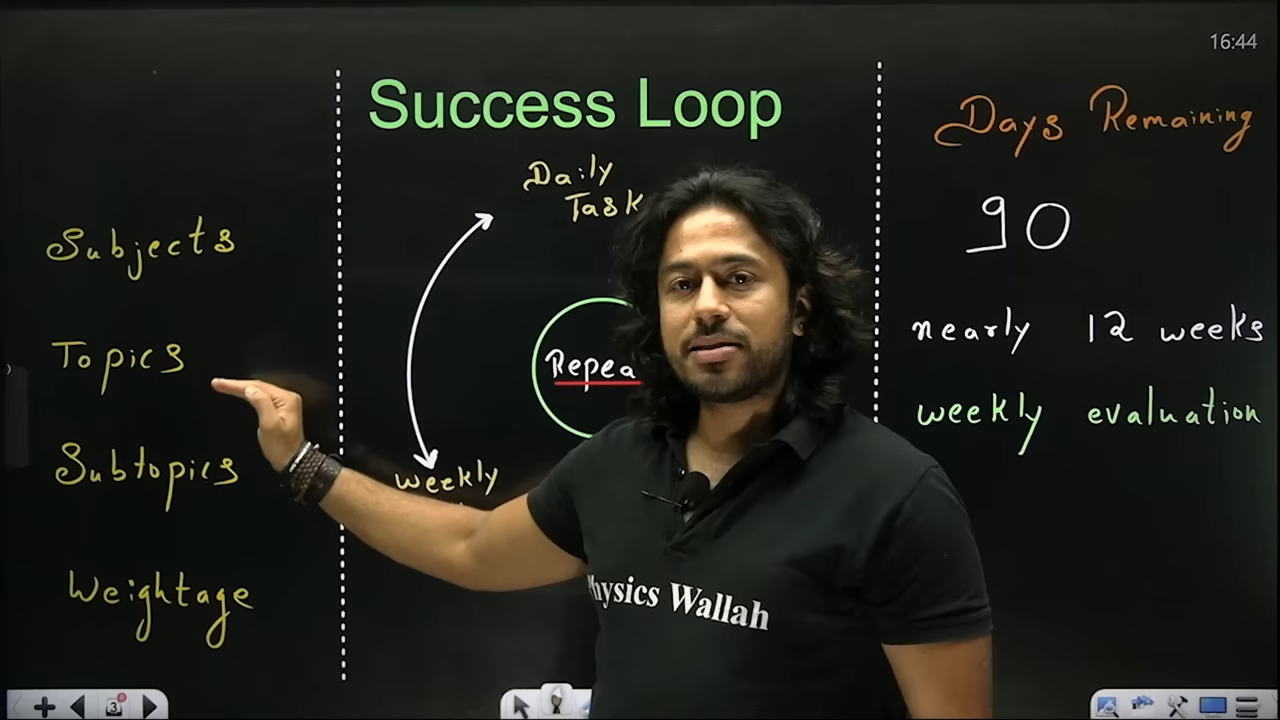 16:44
Success Loop
Subjects
Topics
Subtopics
Weightage
Daily
Task
Repea
Weekly
Days Remaining
90
nearly 12 weeks
weekly evaluation
Physics Wallah
3